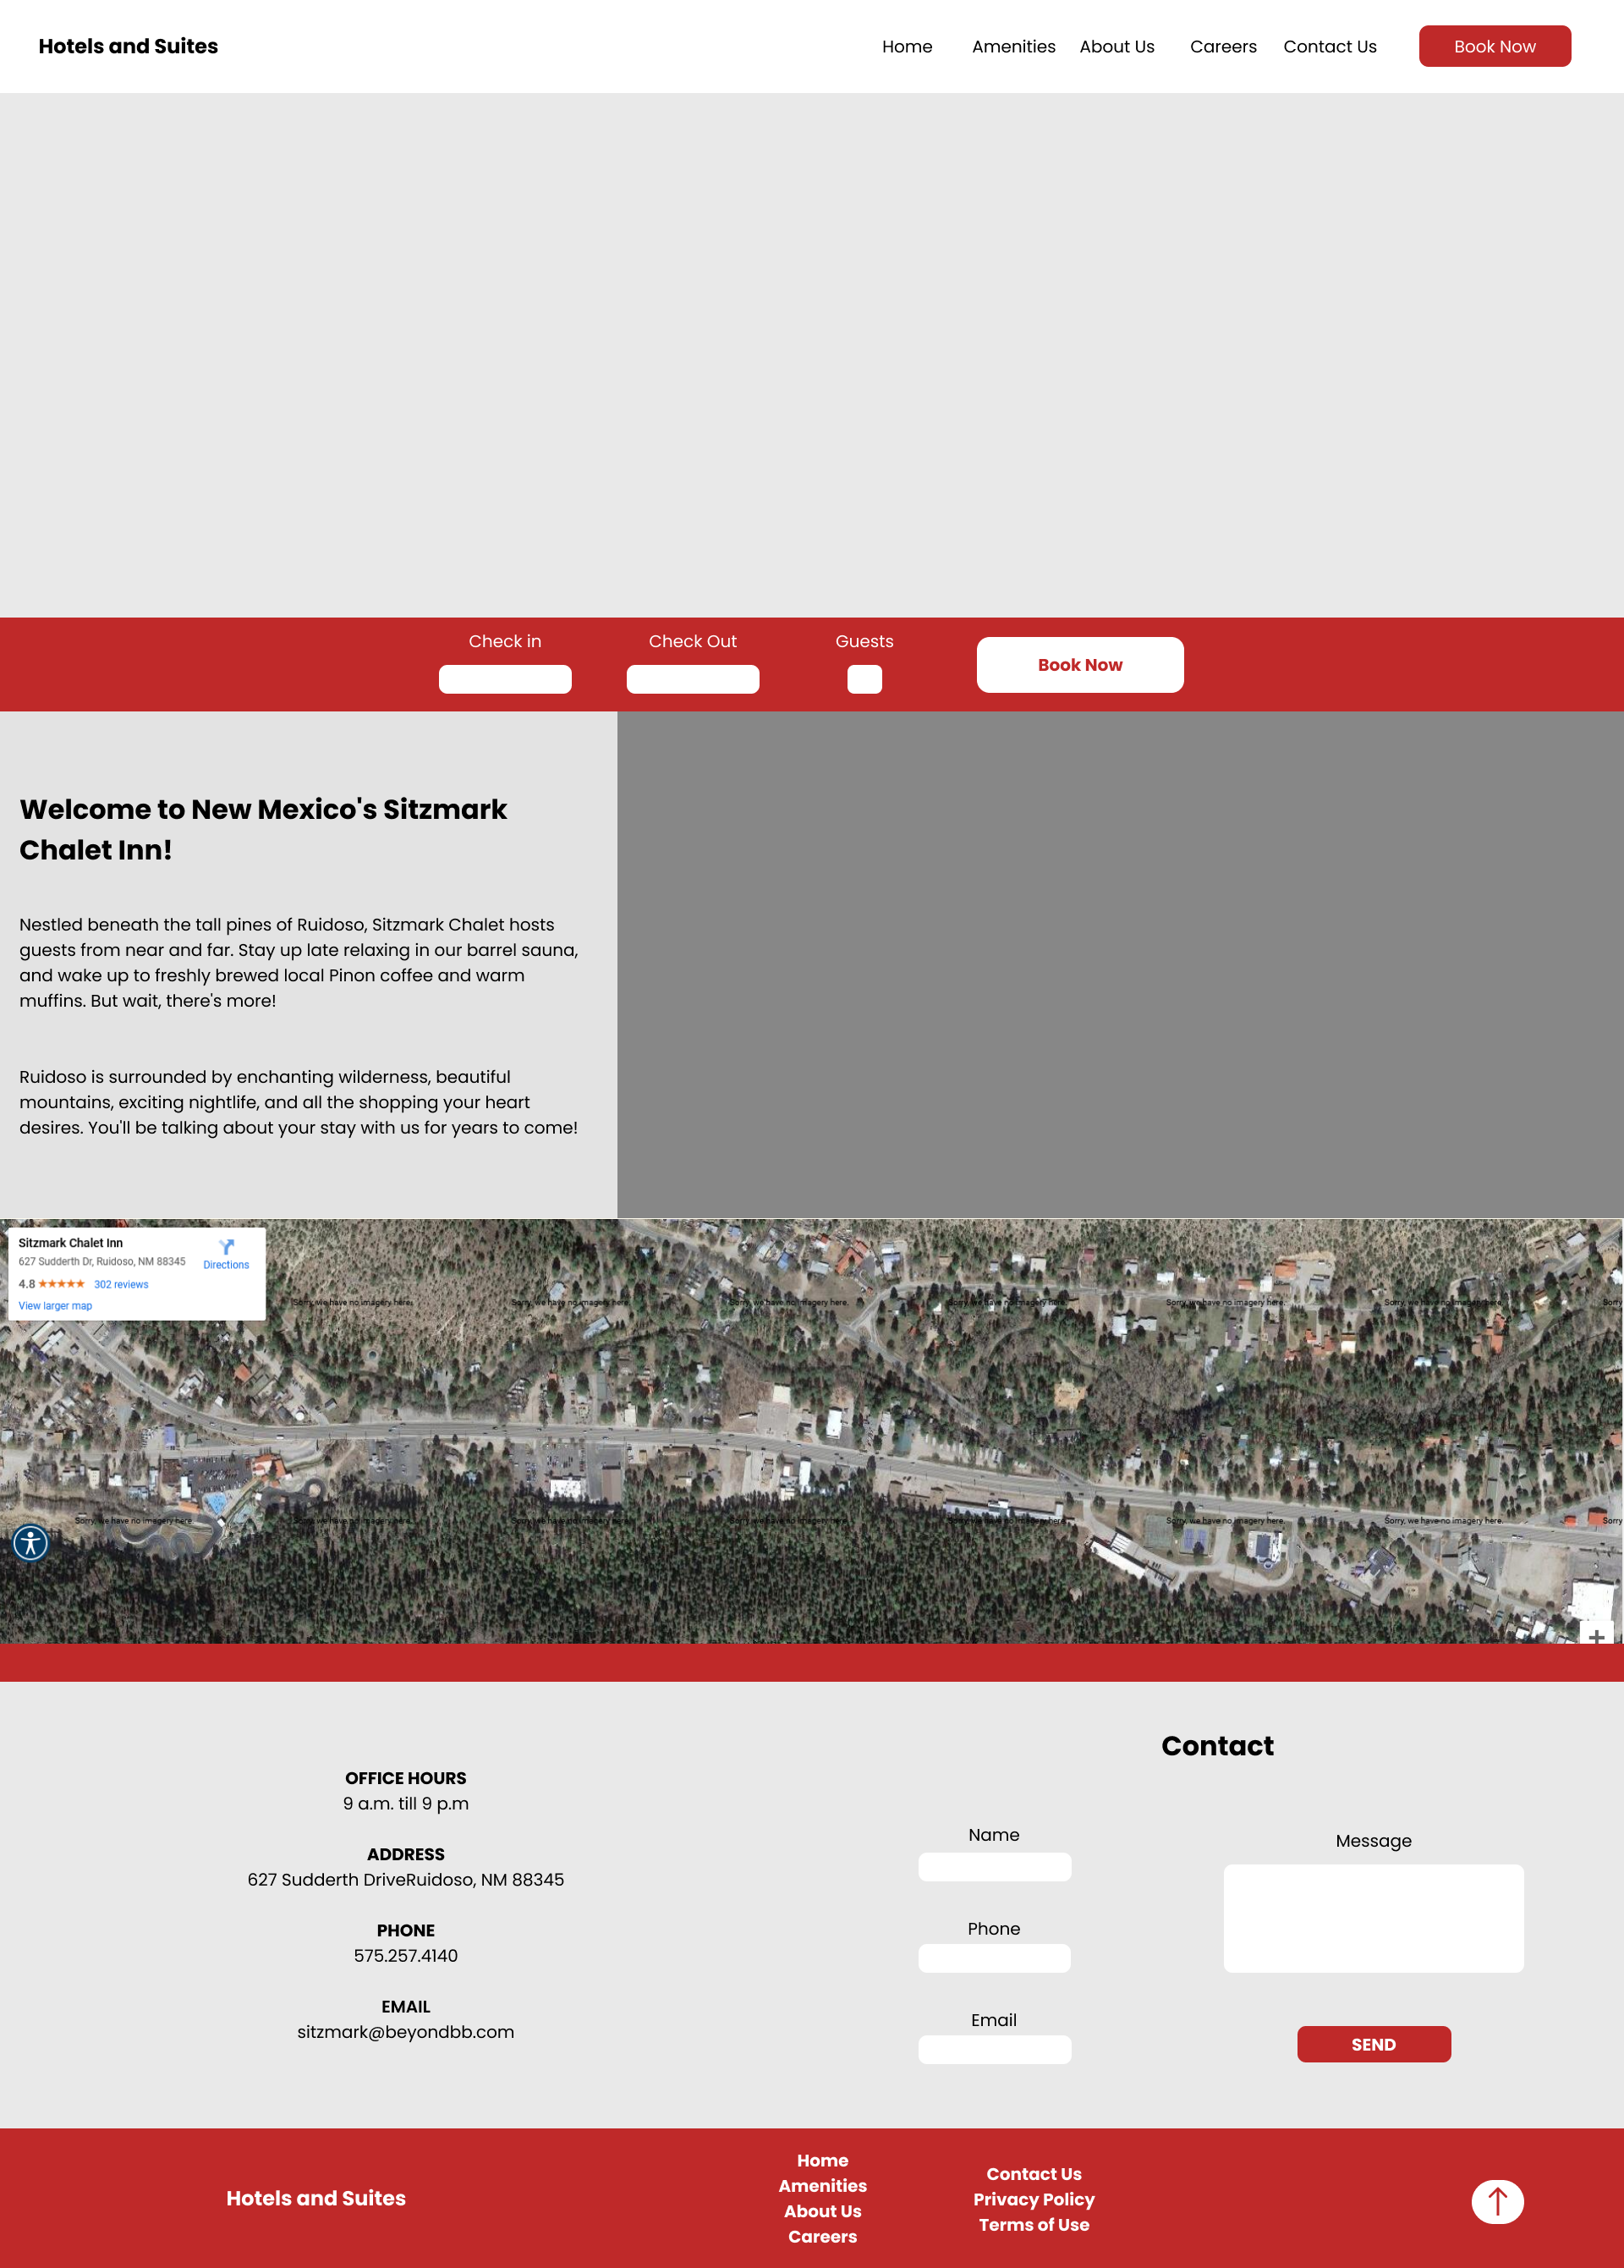 Hotels and Suites
Home Amenities About Us Careers Contact Us Book Now
Check in Check Out Guests
Book Now
Welcome to New Mexico's Sitzmark
Chalet Inn!
Nestled beneath the tall pines of Ruidoso, Sitzmark Chalet hosts
guests from near and far. Stay up late relaxing in our barrel sauna,
and wake up to freshly brewed local Pinon coffee and warm
muffins. But wait, there's more!
Ruidoso is surrounded by enchanting wilderness, beautiful
mountains, exciting nightlife, and all the shopping your heart
desires. You'll be talking about your stay with us for years to come!
Sitzmark Chalet Inn
627 Sudderth Dr, Ruidoso, NM 88345
Directions
4.8 ★★★★★ 302 reviews
View larger map
Sorry, we have no imagery here. Sorry, we have no imagery here. Sorry, we have no imagery here. Sorry, we have no imagery here. Sorry, we have no imagery here. Sorry, we have no imagery here. Sorry
Sorry, we have no imagery here. Sorry, we have no imagery here. Sorry, we have no imagery here. Sorry, we have no imagery here. Sorry, we have no imagery here. Sorry, we have no imagery here. Sorry, we have no imagery here. Sorry
+
OFFICE HOURS
9 a.m. till 9 p.m
ADDRESS
627 Sudderth DriveRuidoso, NM 88345
PHONE
575.257.4140
EMAIL
sitzmark@beyondbb.com
Contact
Name
Phone
Email
Message
SEND
Hotels and Suites
Home
Amenities
About Us
Careers
Contact Us
Privacy Policy
Terms of Use